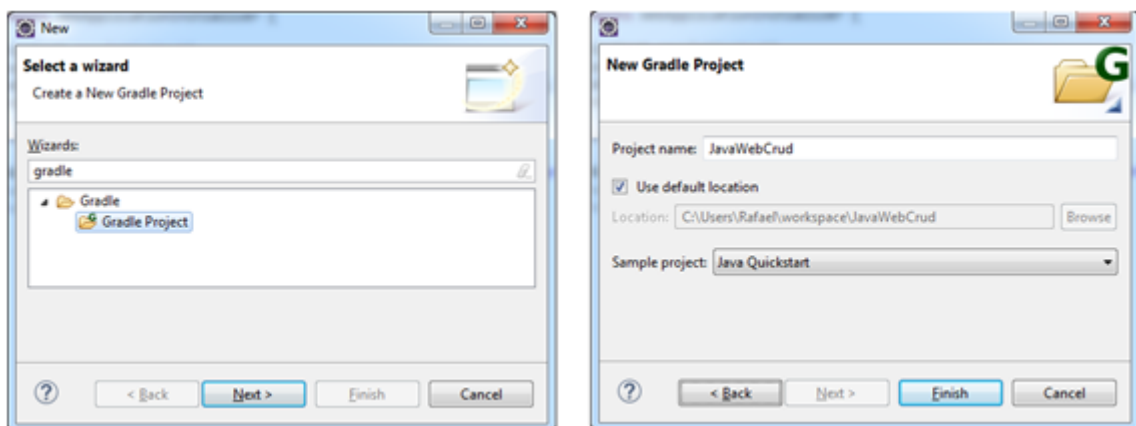 New
Select a wizard
Create a New Gradle Project
Wizards:
gradle
Gradle
Gradle Project
? < Back Next > Finish Cancel
New Gradle Project
G
Project name: JavaWebCrud
Use default location
Location: C:\Users\Rafael\workspace\JavaWebCrud Browse
Sample project: Java Quickstart
? < Back Next > Finish Cancel